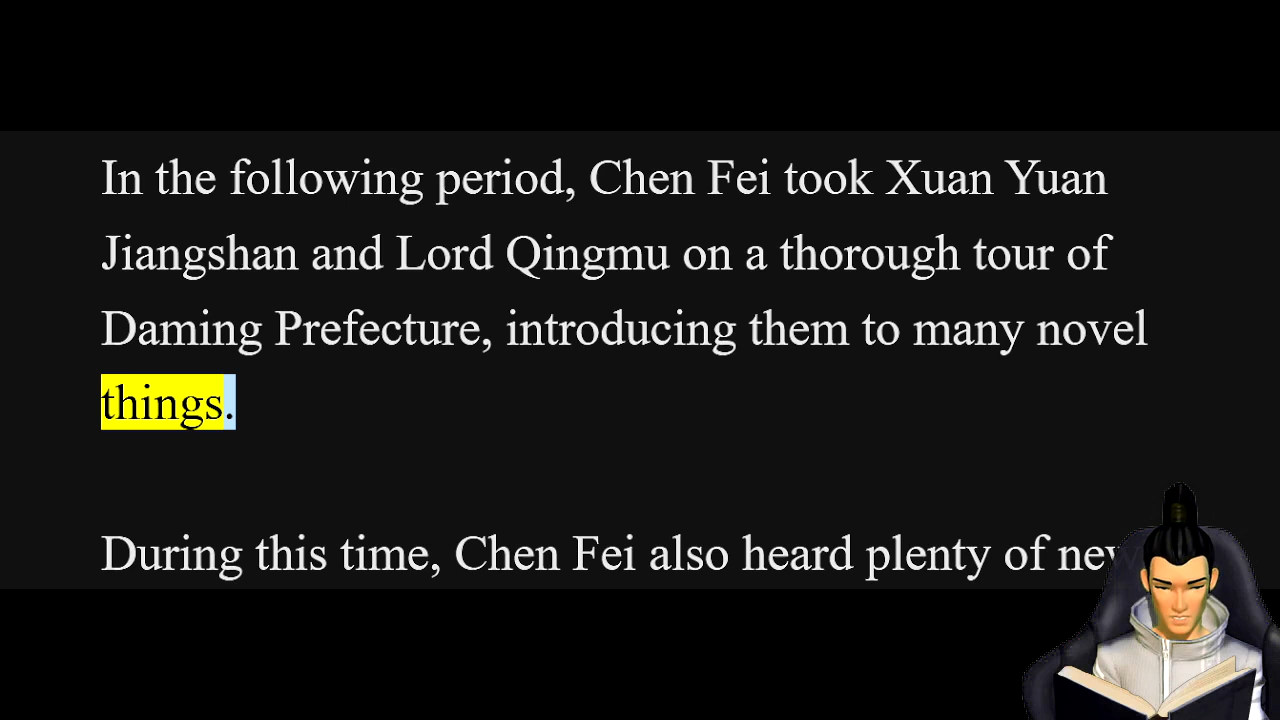 In the following period, Chen Fei took Xuan Yuan
Jiangshan and Lord Qingmu on a thorough tour of
Daming Prefecture, introducing them to many novel
things.
During this time, Chen Fei also heard plenty of